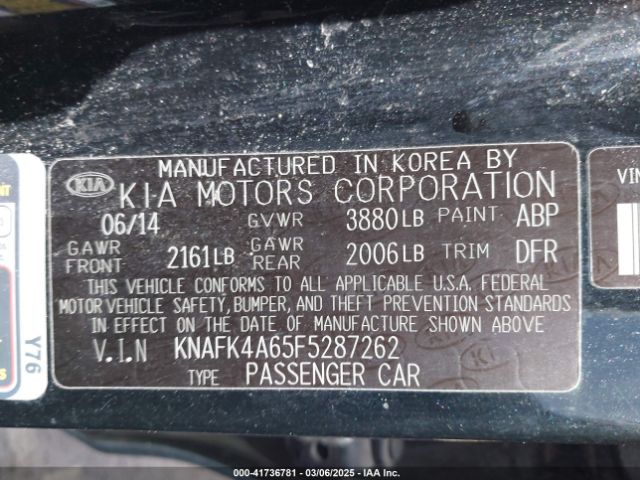 MANUFACTURED IN KOREA BY
KIA KIA MOTORS CORPORATION
06/14 GVWR 3880LB PAINT ABP
GAWR FRONT 2161LB GAWR REAR 2006LB TRIM DFR
THIS VEHICLE CONFORMS TO ALL APPLICABLE U.S.A. FEDERAL
MOTOR VEHICLE SAFETY, BUMPER, AND THEFT PREVENTION STANDARDS
IN EFFECT ON THE DATE OF MANUFACTURE SHOWN ABOVE
V.I.N KNAFK4A65F5287262
TYPE PASSENGER CAR
Y76
VIN
000-41736781 - 03/06/2025 - IAA Inc.